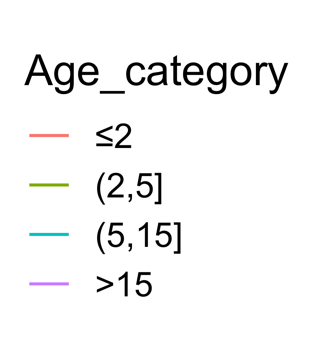 Age_category
≤2
(2,5]
(5,15]
>15